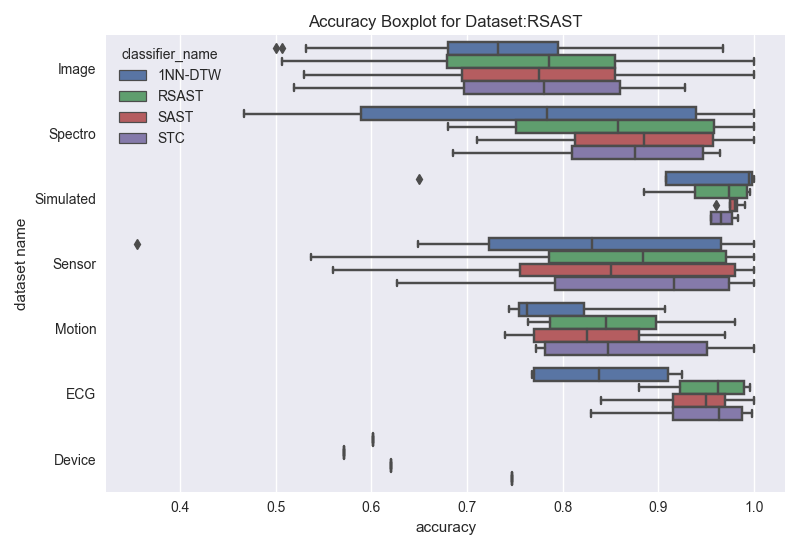 Accuracy Boxplot for Dataset:RSAST
classifier_name
1NN-DTW
RSAST
SAST
STC
dataset name
Image
Spectro
Simulated
Sensor
Motion
ECG
Device
0.4 0.5 0.6 0.7 0.8 0.9 1.0
accuracy